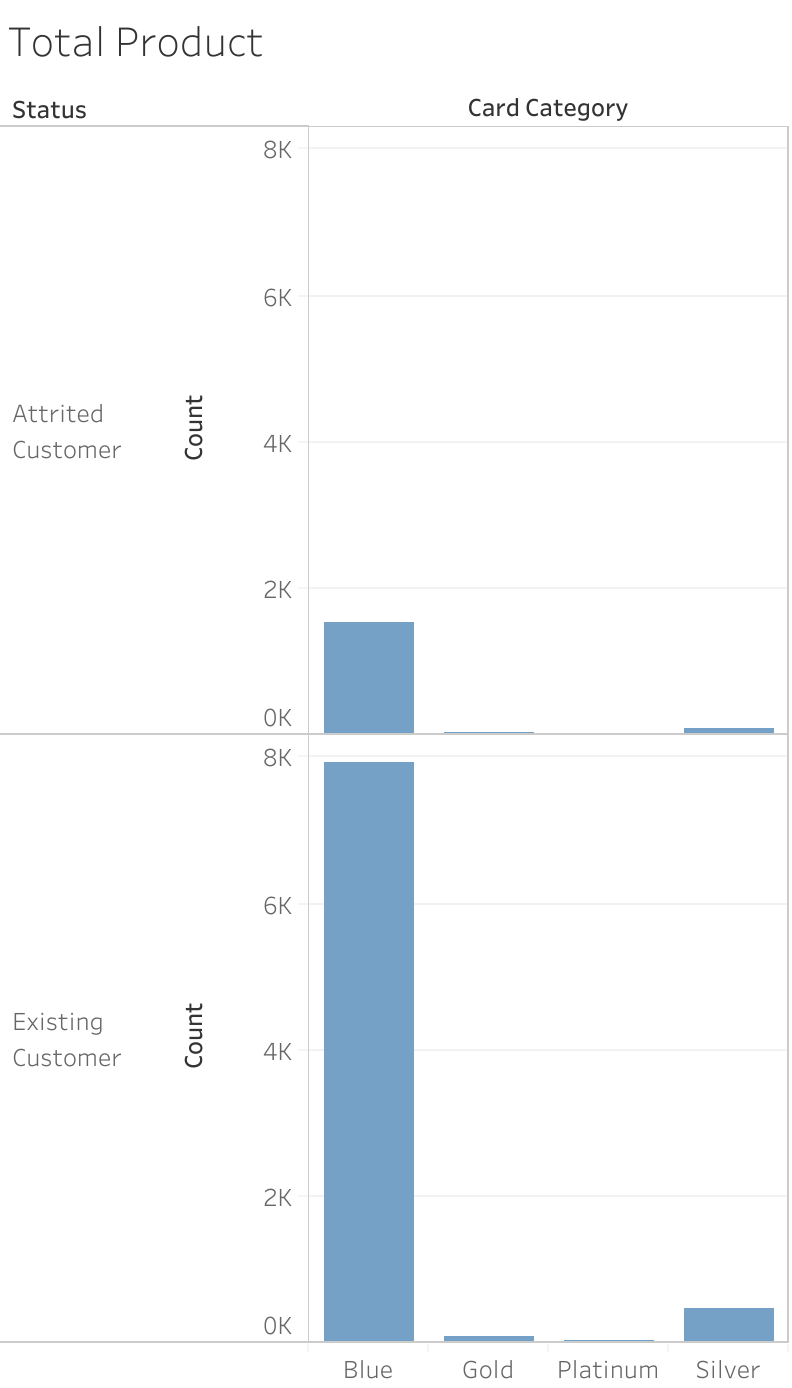 Total Product
Status
Card Category
8K
6K
Attrited
Customer
Count
4K
2K
0K
8K
6K
Existing
Customer
Count
4K
2K
0K
Blue Gold Platinum Silver